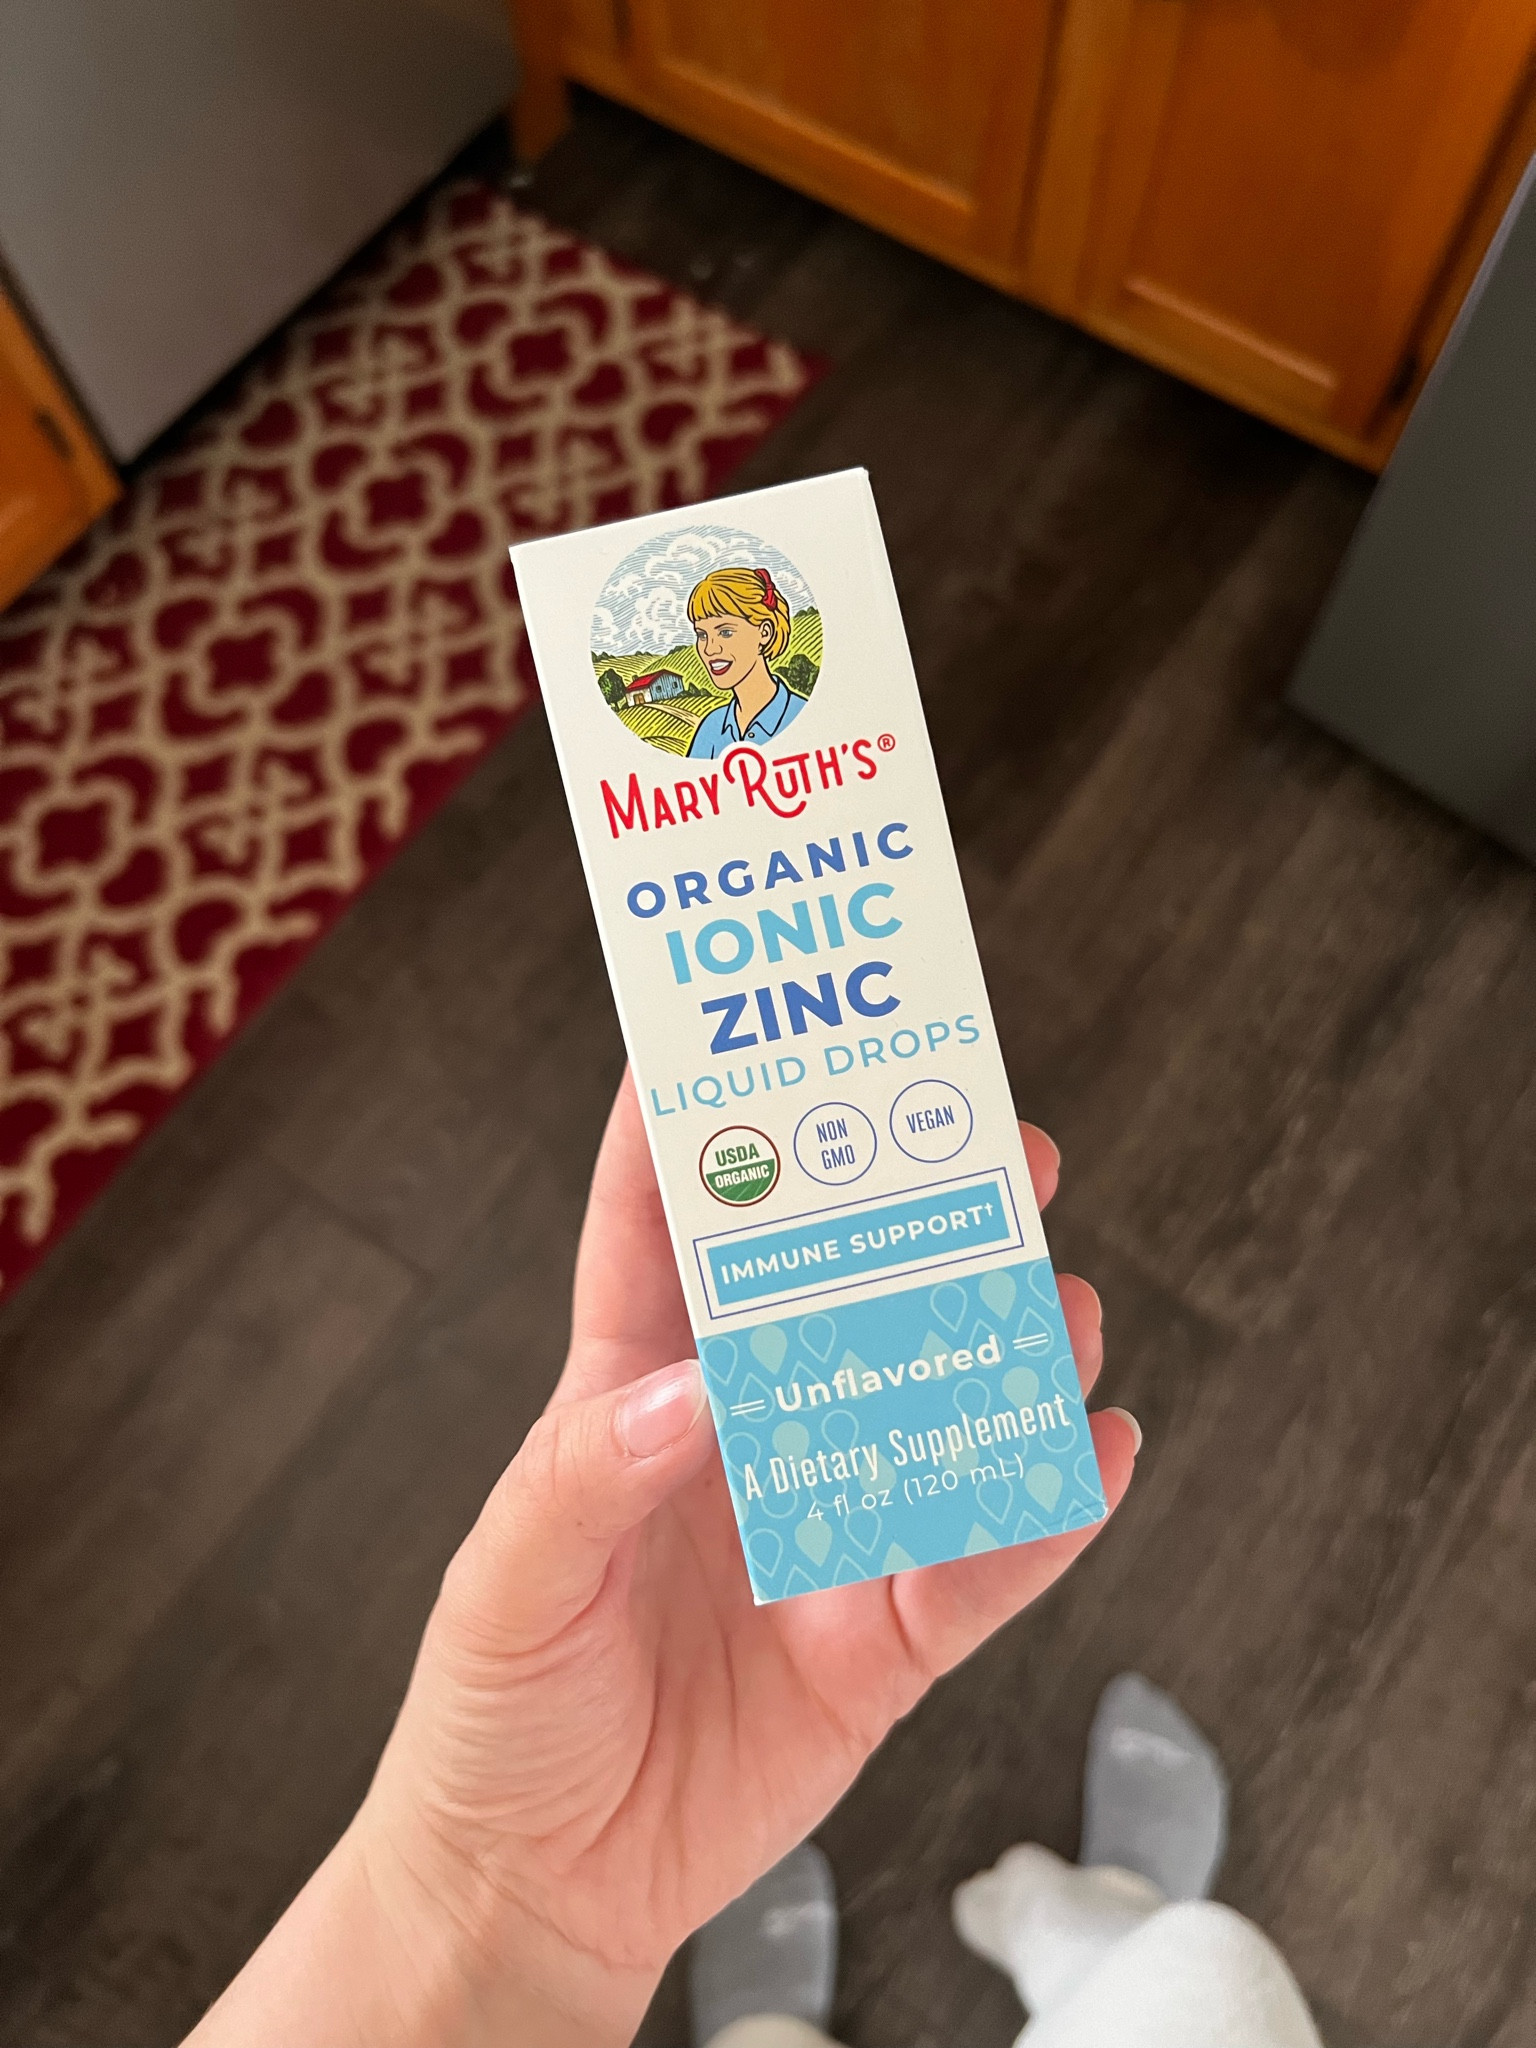 MARY RUTH'S®
ORGANIC
IONIC
ZINC
LIQUID DROPS
USDA
ORGANIC
NON
GMO
VEGAN
IMMUNE SUPPORT†
Unflavored
A Dietary Supplement
4 fl oz (120 mL)